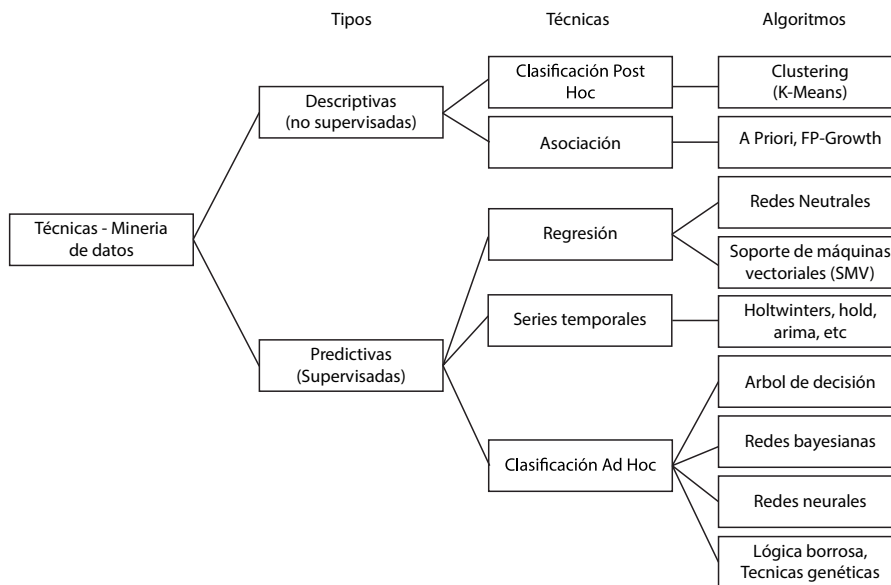 Tipos
Técnicas
Algoritmos
Técnicas - Mineria
de datos
Descriptivas
(no supervisadas)
Clasificación Post
Hoc
Clustering
(K-Means)
Asociación
A Priori, FP-Growth
Predictivas
(Supervisadas)
Regresión
Redes Neutrales
Soporte de máquinas
vectoriales (SMV)
Series temporales
Holtwinters, hold,
arima, etc
Clasificación Ad Hoc
Arbol de decisión
Redes bayesianas
Redes neurales
Lógica borrosa,
Tecnicas genéticas